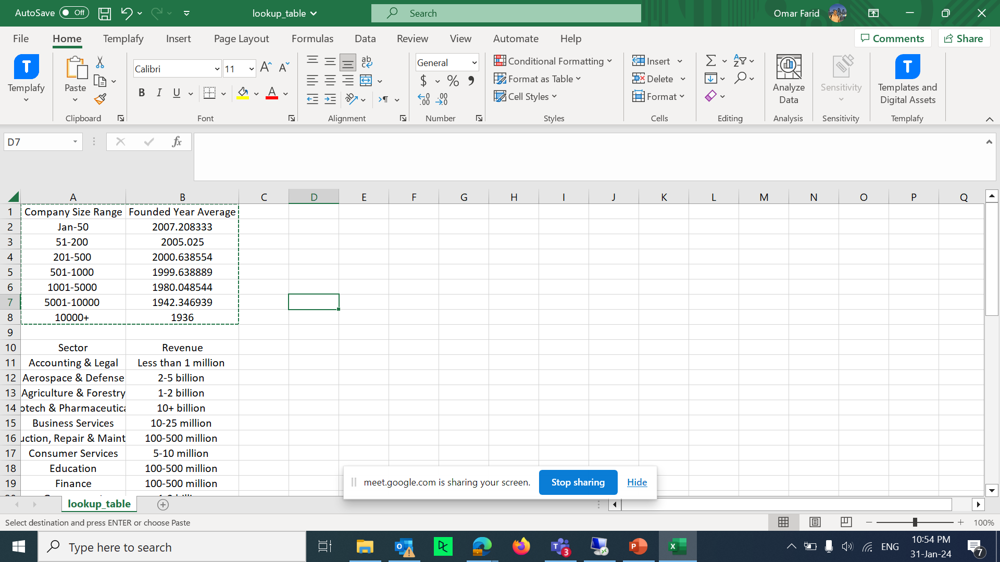 AutoSave Off lookup_table Search Omar Farid
File Home Templafy Insert Page Layout Formulas Data Review View Automate Help Comments Share
Templafy
Paste
Clipboard
Calibri 11
B I U A
Font
ab
Alignment
General
$ % 9
Number
Conditional Formatting
Format as Table
Cell Styles
Styles
Insert
Delete
Format
Cells
Editing
Analyze Data
Analysis
Sensitivity
Sensitivity
Templates and Digital Assets
Templafy
D7 fx
A B C D E F G H I J K L M N O P Q
1 Company Size Range Founded Year Average
2 Jan-50 2007.208333
3 51-200 2005.025
4 201-500 2000.638554
5 501-1000 1999.638889
6 1001-5000 1980.048544
7 5001-10000 1942.346939
8 10000+ 1936
9
10 Sector Revenue
11 Accounting & Legal Less than 1 million
12 Aerospace & Defense 2-5 billion
13 Agriculture & Forestry 1-2 billion
14 otech & Pharmaceutica 10+ billion
15 Business Services 10-25 million
16 uction, Repair & Maint 100-500 million
17 Consumer Services 5-10 million
18 Education 100-500 million
19 Finance 100-500 million
meet.google.com is sharing your screen. Stop sharing Hide
lookup_table
Select destination and press ENTER or choose Paste 100%
Type here to search 3 ENG 10:54 PM 31-Jan-24 7